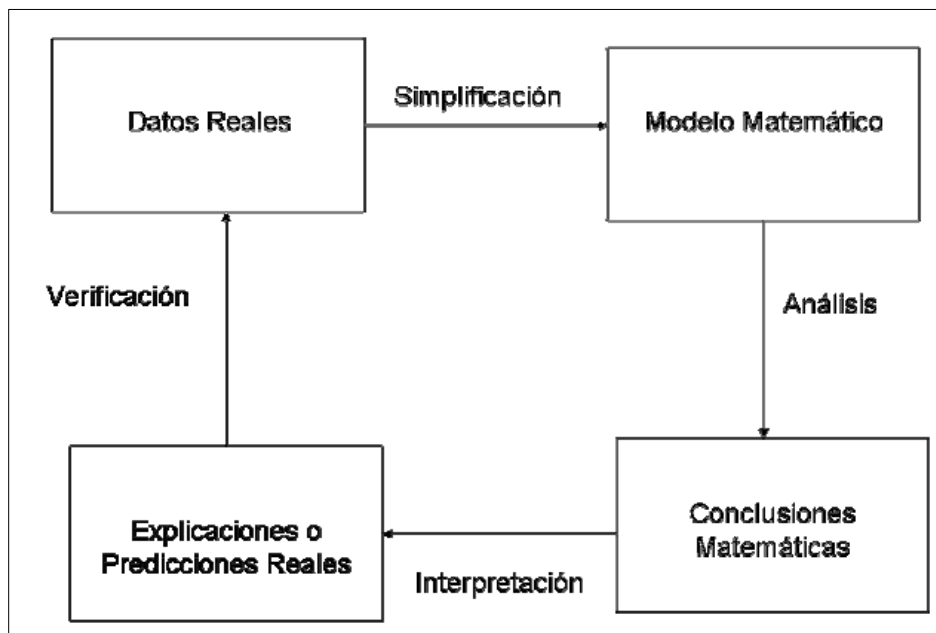 Simplificación
Datos Reales
Modelo Matemático
Verificación
Análisis
Explicaciones o
Predicciones Reales
Conclusiones
Matemáticas
Interpretación